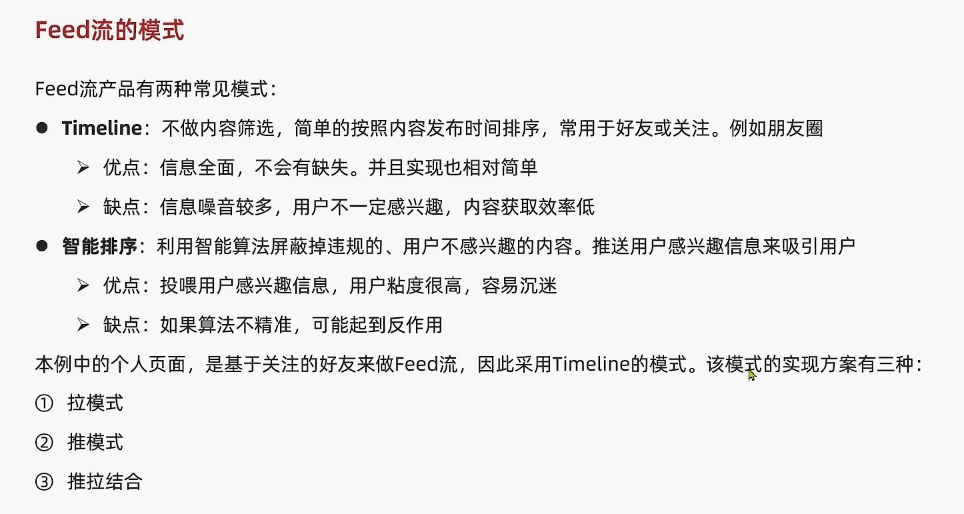 Feed流的模式
Feed流产品有两种常见模式：
● Timeline：不做内容筛选，简单的按照内容发布时间排序，常用于好友或关注。例如朋友圈
➢ 优点：信息全面，不会有缺失。并且实现也相对简单
➢ 缺点：信息噪音较多，用户不一定感兴趣，内容获取效率低
● 智能排序：利用智能算法屏蔽掉违规的、用户不感兴趣的内容。推送用户感兴趣信息来吸引用户
➢ 优点：投喂用户感兴趣信息，用户粘度很高，容易沉迷
➢ 缺点：如果算法不精准，可能起到反作用
本例中的个人页面，是基于关注的好友来做Feed流，因此采用Timeline的模式。该模式的实现方案有三种：
① 拉模式
② 推模式
③ 推拉结合